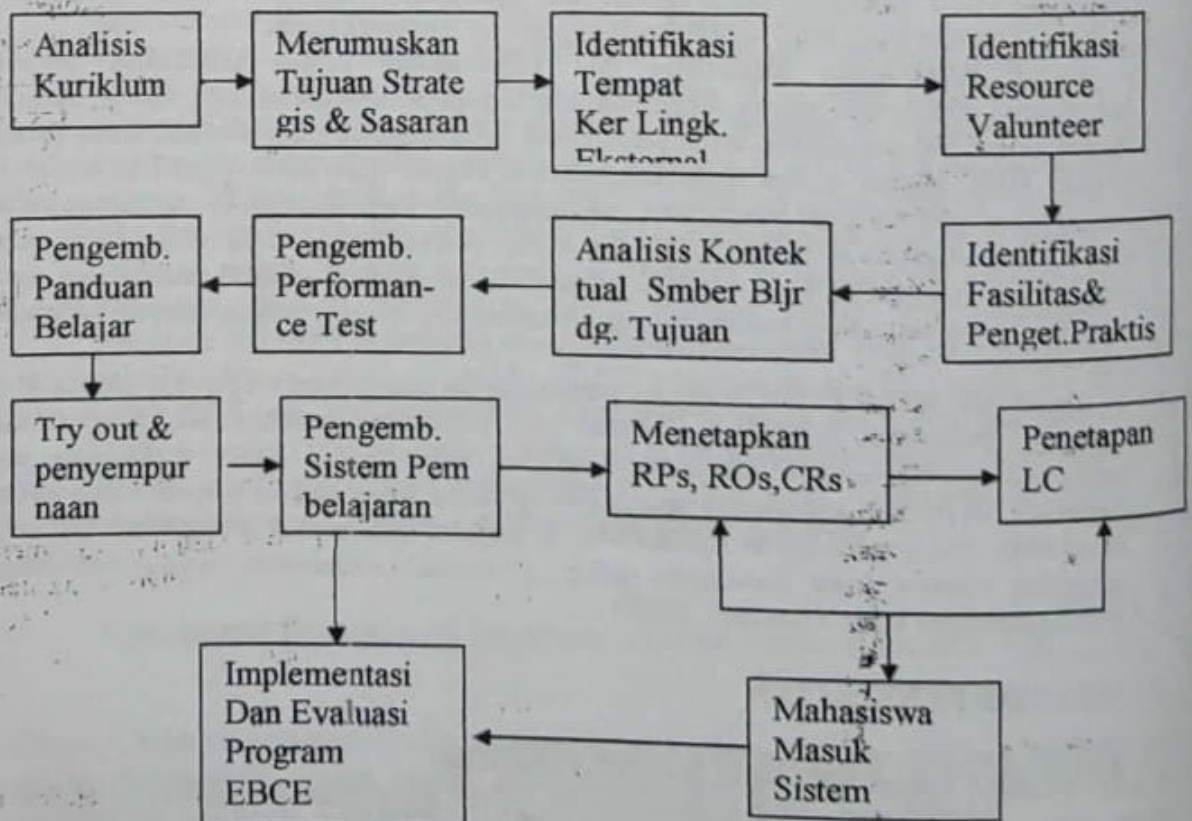 Analisis
Kuriklum
Merumuskan
Tujuan Strate
gis & Sasaran
Identifikasi
Tempat
Ker Lingk.
Identifikasi
Resource
Valunteer
Pengemb.
Panduan
Belajar
Pengemb.
Performan-
ce Test
Analisis Kontek
tual Smber Bljr
dg. Tujuan
Identifikasi
Fasilitas&
Penget.Praktis
Try out &
penyempur
naan
Pengemb.
Sistem Pem
belajaran
Menetapkan
RPs, ROs,CRs
Penetapan
LC
Implementasi
Dan Evaluasi
Program
EBCE
Mahasiswa
Masuk
Sistem